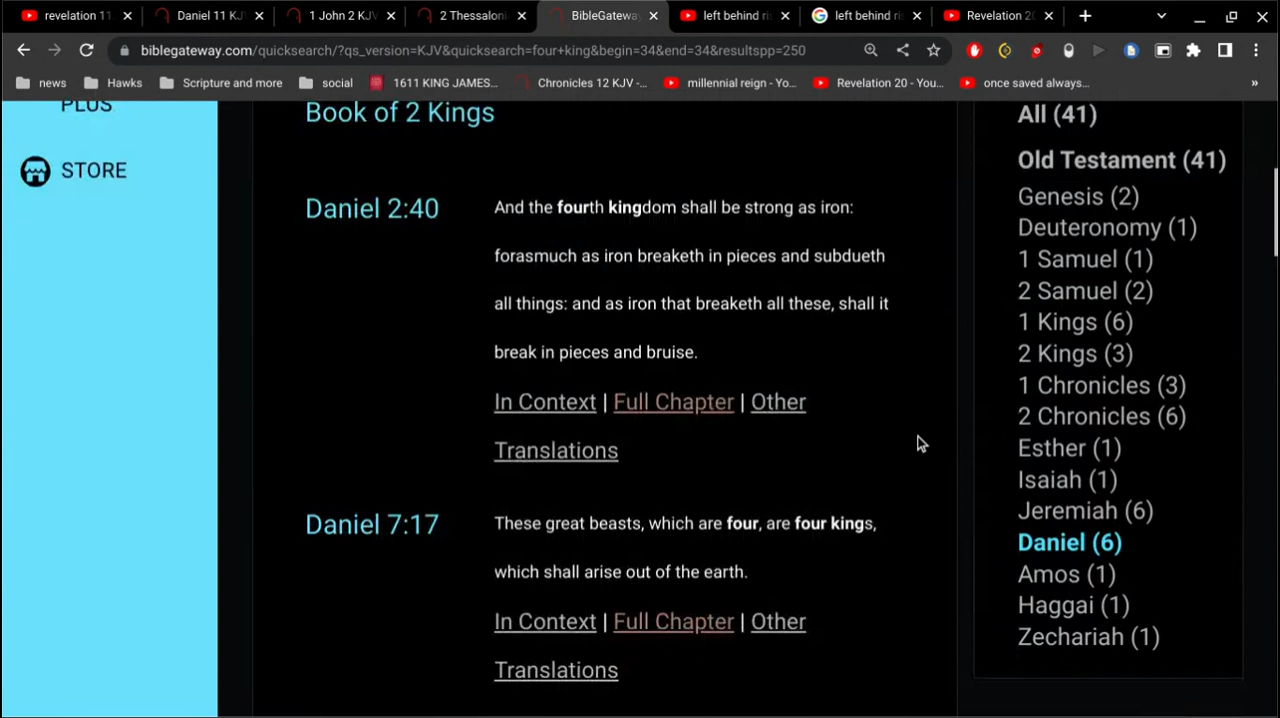 revelation 11
Daniel 11 KJ
1 John 2 KJV
2 Thessaloni
BibleGateway
left behind ri
left behind ri
Revelation 20
biblegateway.com/quicksearch/?qs_version=KJV&quicksearch=four+king&begin=34&end=34&resultspp=250
news
Hawks
Scripture and more
social
1611 KING JAMES...
Chronicles 12 KJV -...
millennial reign - Yo...
Revelation 20 - You...
once saved always...
PLUS
STORE
Book of 2 Kings
Daniel 2:40
And the fourth kingdom shall be strong as iron:
forasmuch as iron breaketh in pieces and subdueth
all things: and as iron that breaketh all these, shall it
break in pieces and bruise.
In Context | Full Chapter | Other
Translations
Daniel 7:17
These great beasts, which are four, are four kings,
which shall arise out of the earth.
In Context | Full Chapter | Other
Translations
All (41)
Old Testament (41)
Genesis (2)
Deuteronomy (1)
1 Samuel (1)
2 Samuel (2)
1 Kings (6)
2 Kings (3)
1 Chronicles (3)
2 Chronicles (6)
Esther (1)
Isaiah (1)
Jeremiah (6)
Daniel (6)
Amos (1)
Haggai (1)
Zechariah (1)